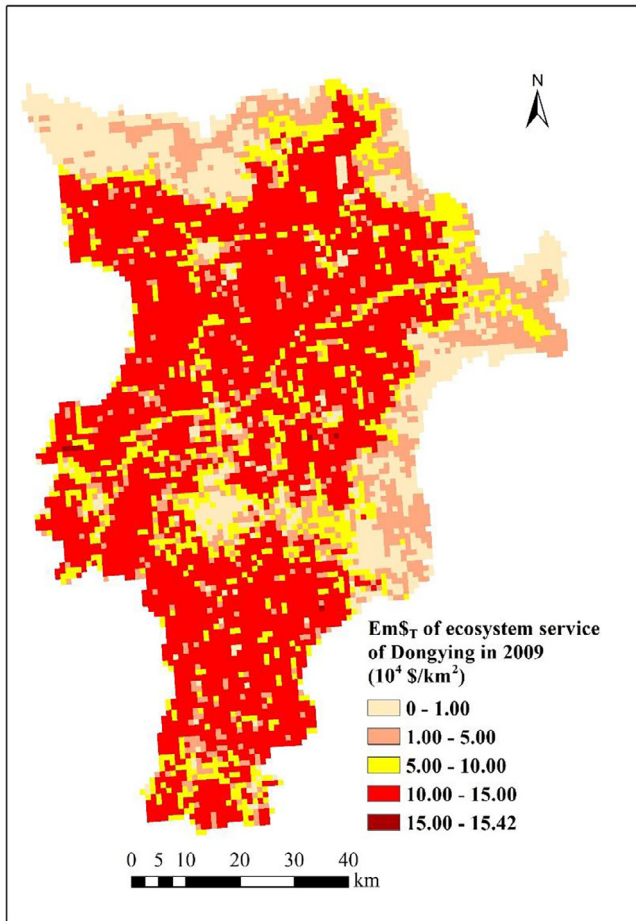 N
Em$T of ecosystem service
of Dongying in 2009
(10⁴ $/km²)
0 - 1.00
1.00 - 5.00
5.00 - 10.00
10.00 - 15.00
15.00 - 15.42
0 5 10 20 30 40
km